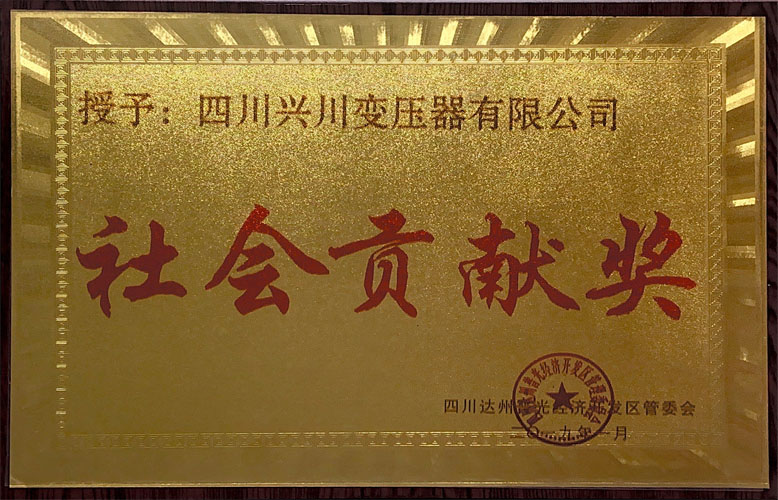 授予：四川兴川变压器有限公司
社会贡献奖
四川达州普光经济开发区管委会
二〇一九年一月